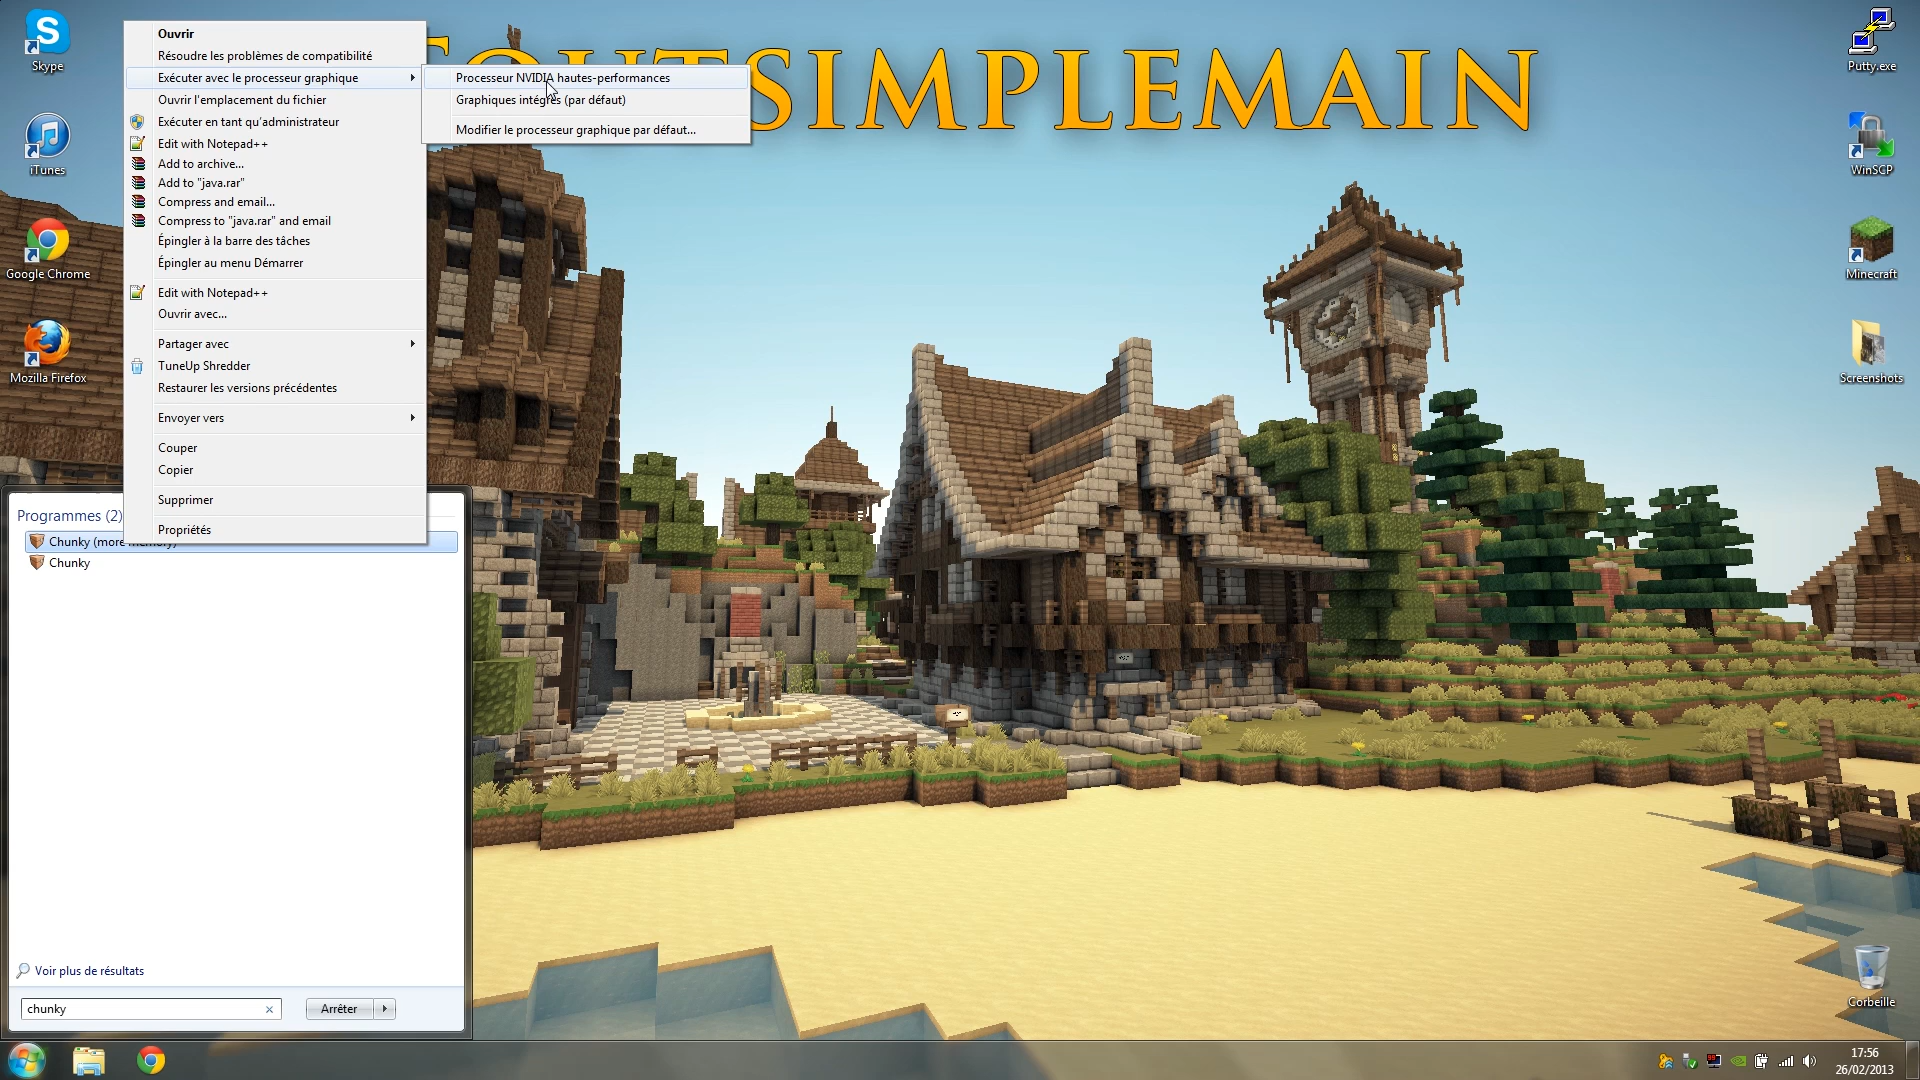 TOUTSIMPLEMAIN
Skype
iTunes
Google Chrome
Mozilla Firefox
Ouvrir
Résoudre les problèmes de compatibilité
Exécuter avec le processeur graphique
Ouvrir l'emplacement du fichier
Exécuter en tant qu'administrateur
Edit with Notepad++
Add to archive...
Add to "java.rar"
Compress and email...
Compress to "java.rar" and email
Épingler à la barre des tâches
Épingler au menu Démarrer
Edit with Notepad++
Ouvrir avec...
Partager avec
TuneUp Shredder
Restaurer les versions précédentes
Envoyer vers
Couper
Copier
Supprimer
Propriétés
Processeur NVIDIA hautes-performances
Graphiques intégrés (par défaut)
Modifier le processeur graphique par défaut...
Programmes (2)
Chunky (more memory)
Chunky
Voir plus de résultats
chunky
Arrêter
Putty.exe
WinSCP
Minecraft
Screenshots
Corbeille
17:56
26/02/2013